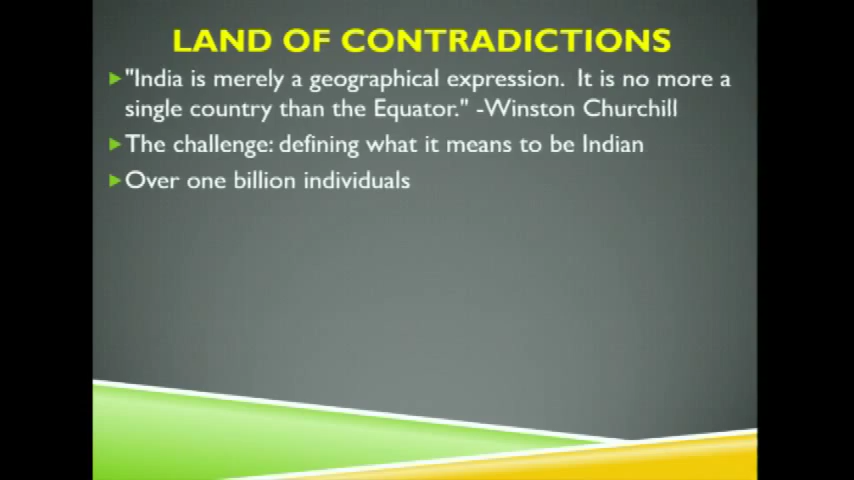 LAND OF CONTRADICTIONS
"India is merely a geographical expression. It is no more a
single country than the Equator." -Winston Churchill
The challenge: defining what it means to be Indian
Over one billion individuals